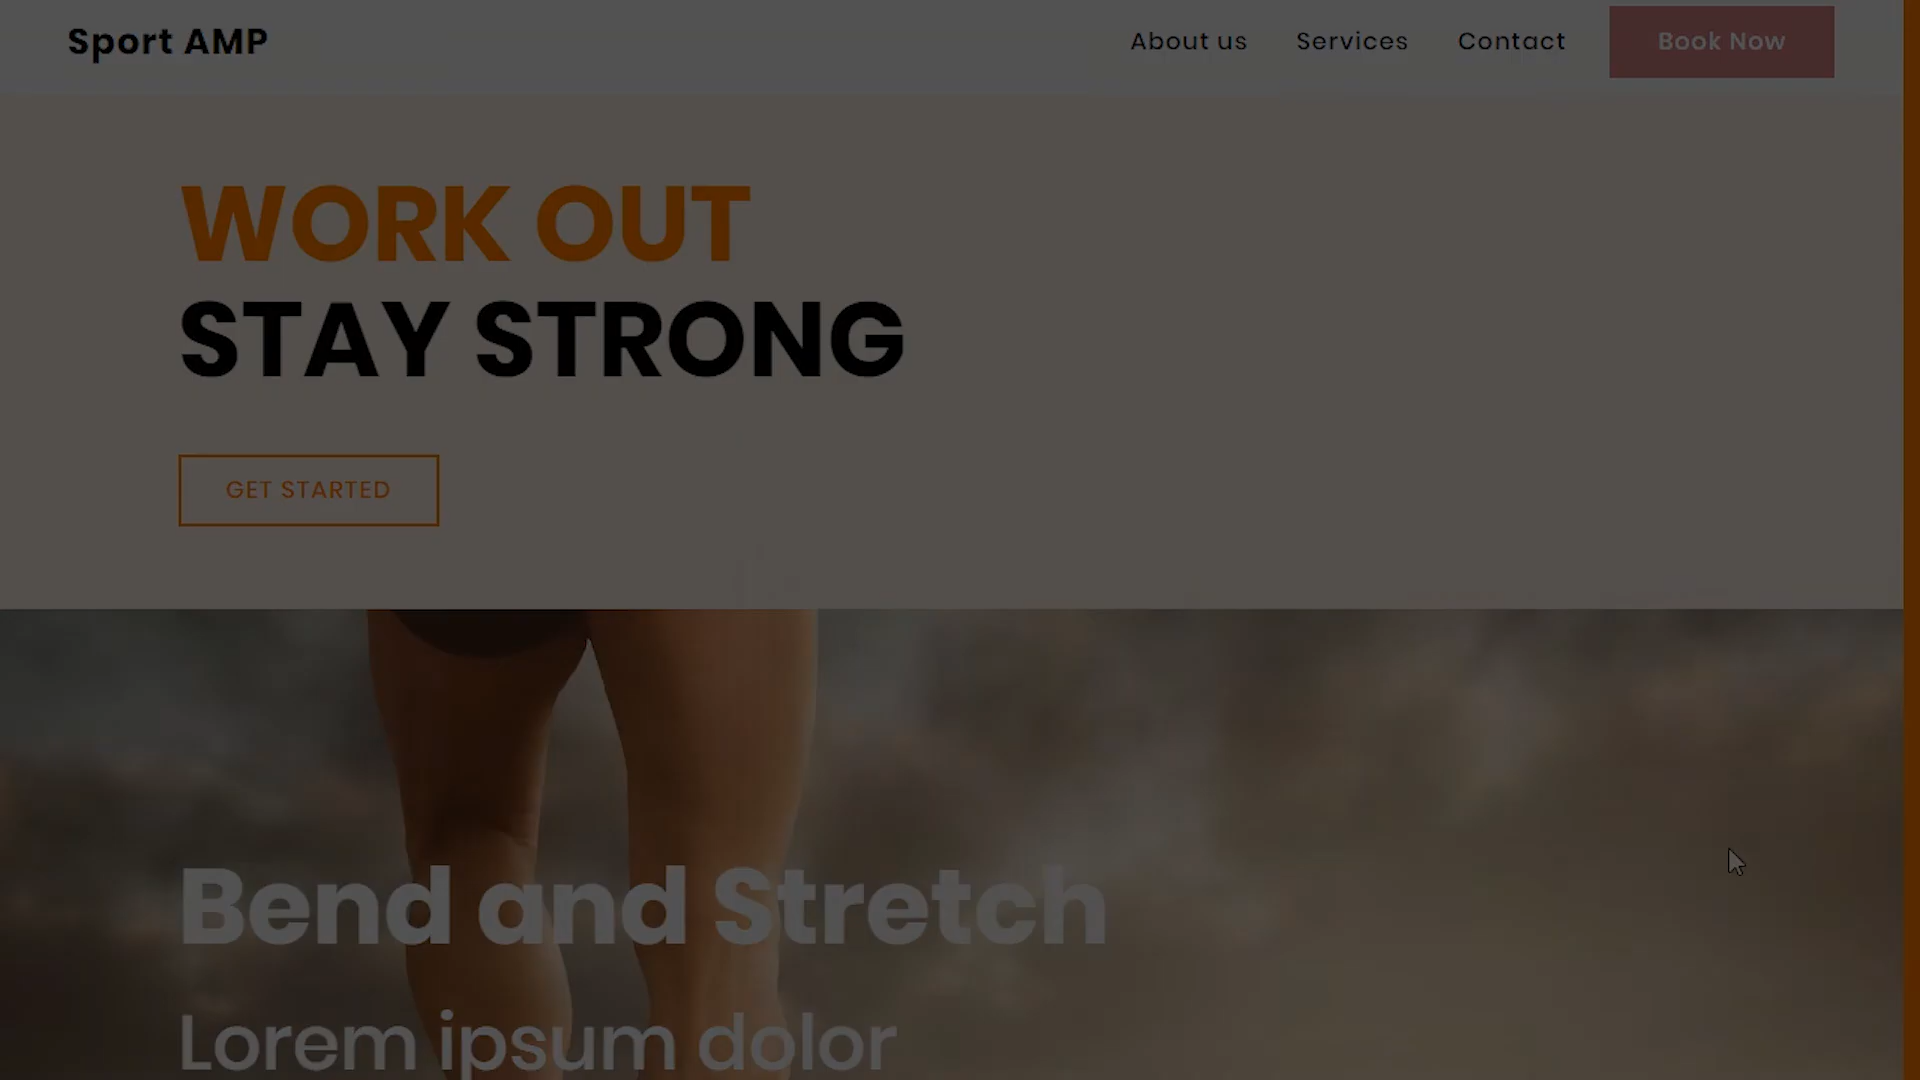 Sport AMP
About us Services Contact Book Now
WORK OUT
STAY STRONG
GET STARTED
Bend and Stretch
Lorem ipsum dolor